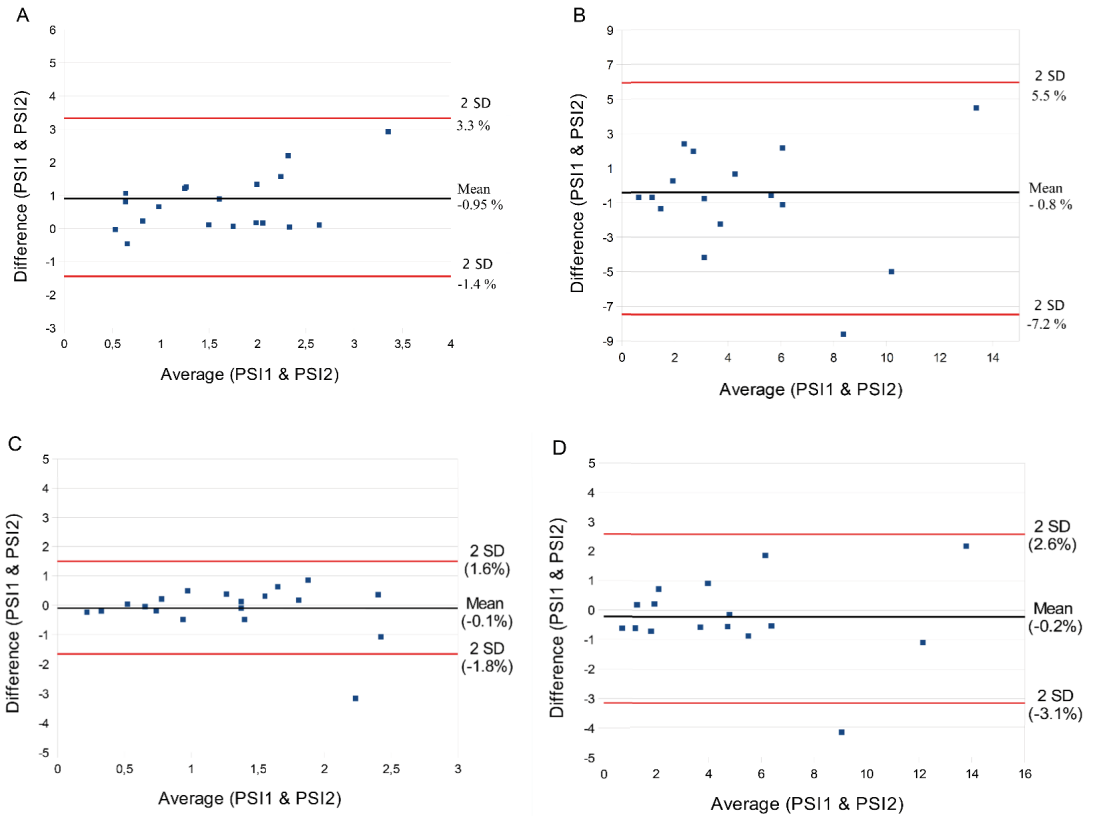 A
6
5
4
3
2
1
0
-1
-2
-3
0 0,5 1 1,5 2 2,5 3 3,5 4
Difference (PSI1 & PSI2)
Average (PSI1 & PSI2)
2 SD
3.3 %
Mean
-0.95 %
2 SD
-1.4 %
B
9
7
5
3
1
-1
-3
-5
-7
-9
0 2 4 6 8 10 12 14
Difference (PSI1 & PSI2)
Average (PSI1 & PSI2)
2 SD
5.5 %
Mean
- 0.8 %
2 SD
-7.2 %
C
5
4
3
2
1
0
-1
-2
-3
-4
-5
0 0,5 1 1,5 2 2,5 3
Difference (PSI1 & PSI2)
Average (PSI1 & PSI2)
2 SD
(1.6%)
Mean
(-0.1%)
2 SD
(-1.8%)
D
5
4
3
2
1
0
-1
-2
-3
-4
-5
0 2 4 6 8 10 12 14 16
Difference (PSI1 & PSI2)
Average (PSI1 & PSI2)
2 SD
(2.6%)
Mean
(-0.2%)
2 SD
(-3.1%)